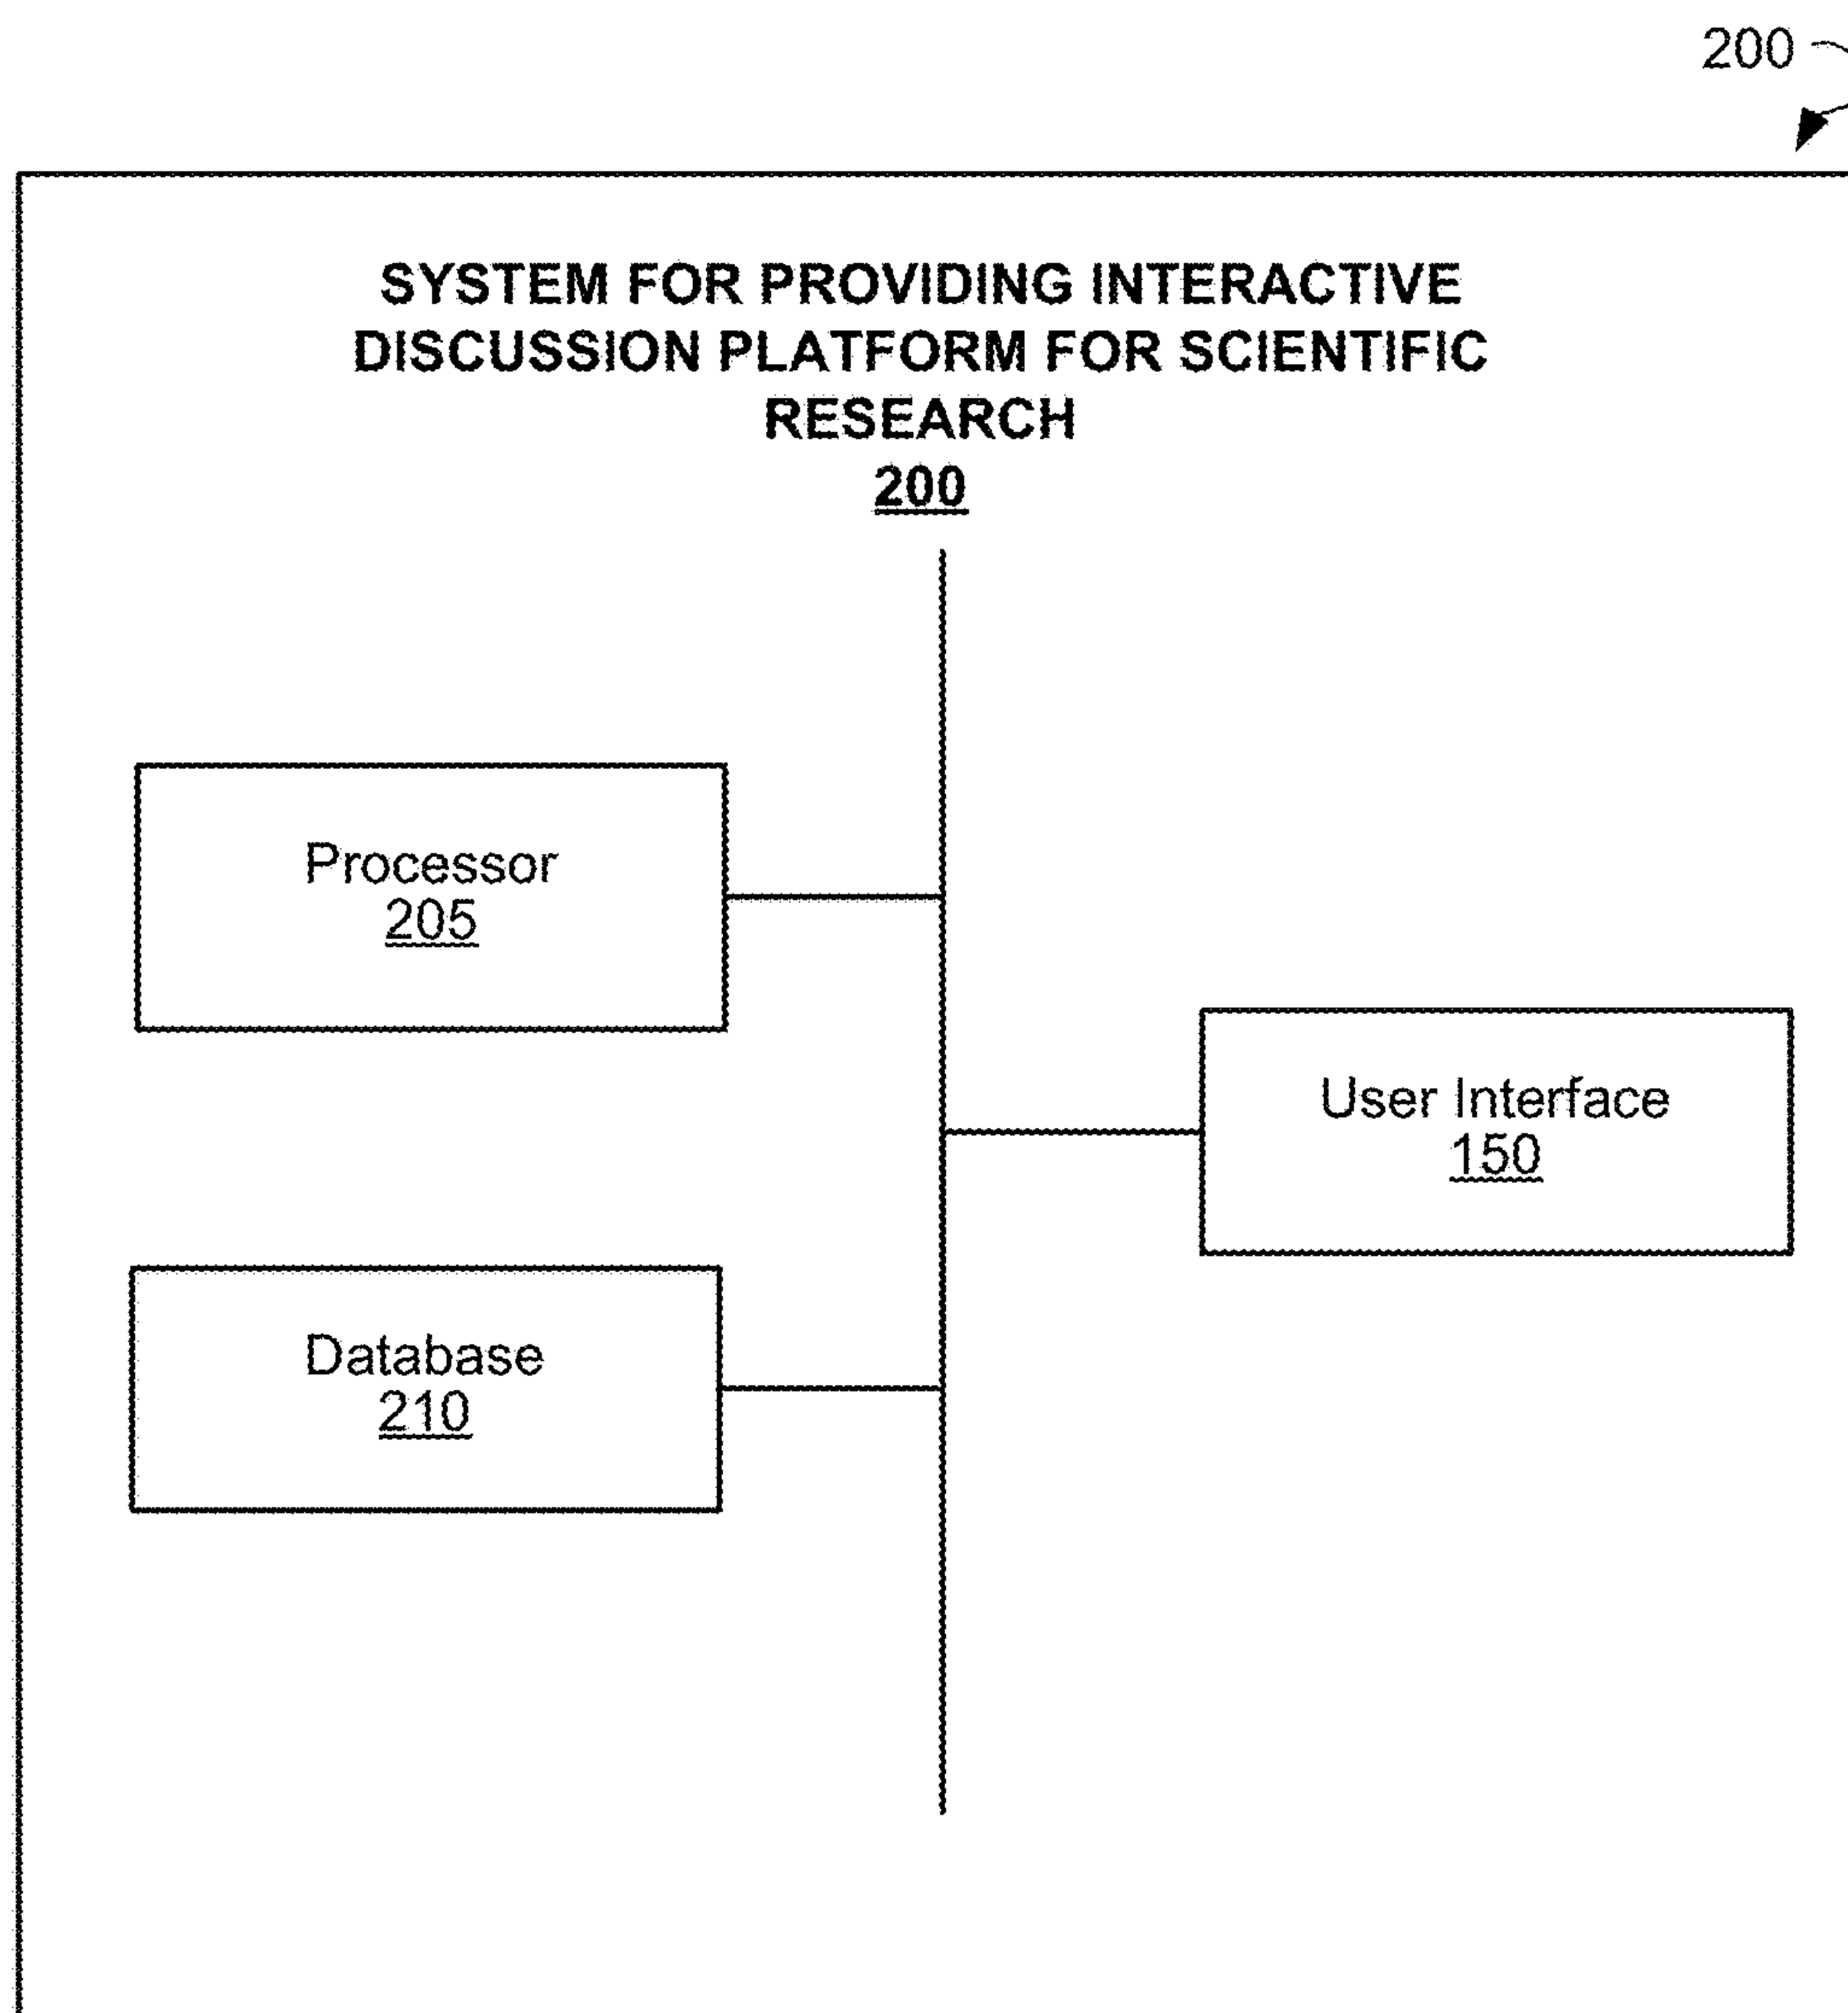 200
SYSTEM FOR PROVIDING INTERACTIVE
DISCUSSION PLATFORM FOR SCIENTIFIC
RESEARCH
200
Processor
205
User Interface
150
Database
210